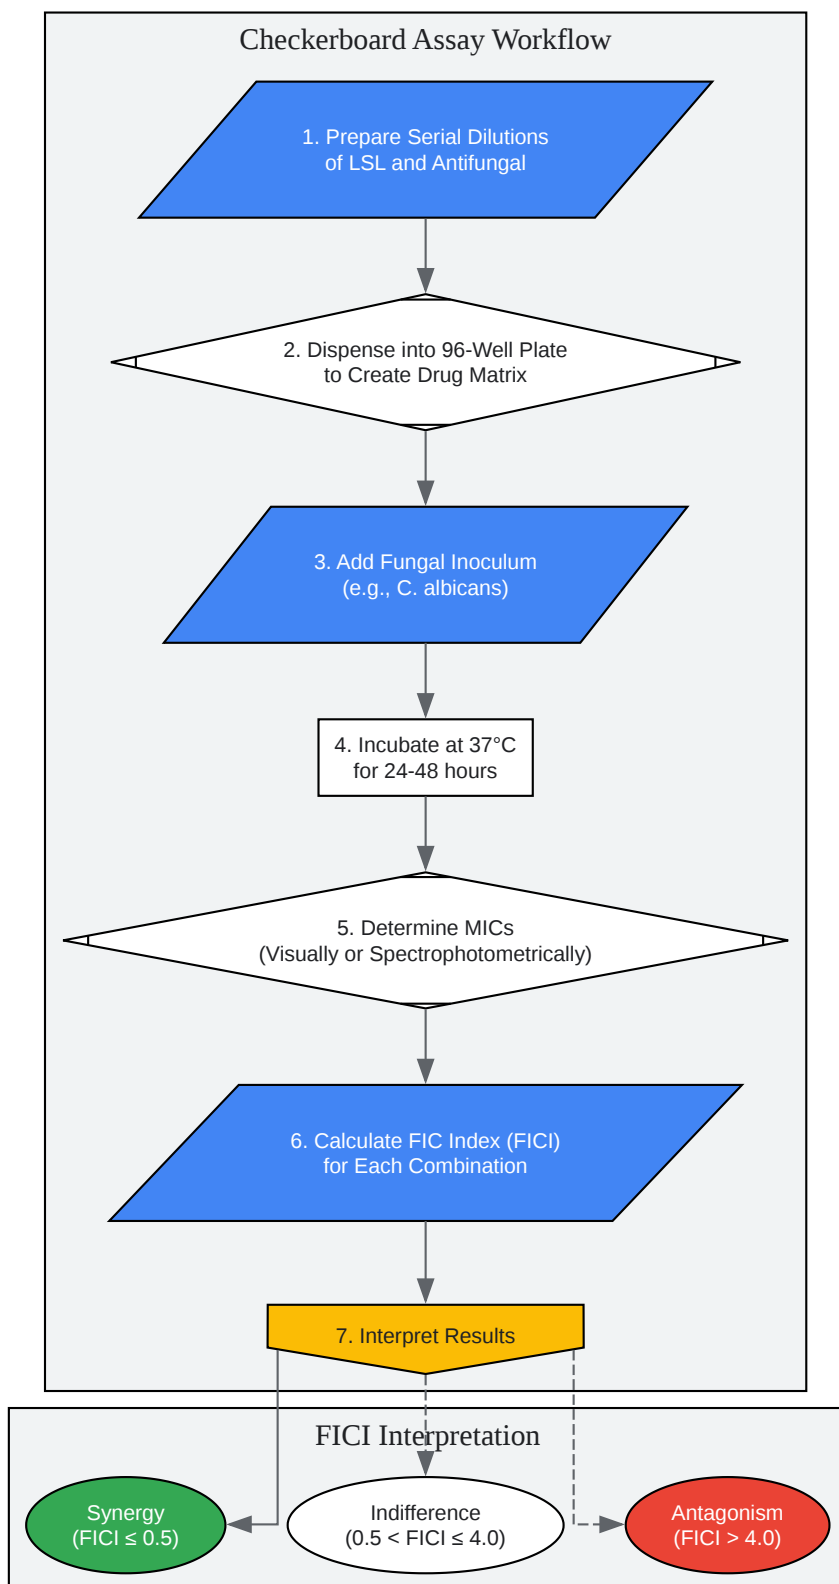 Checkerboard Assay Workflow
1. Prepare Serial Dilutions
of LSL and Antifungal
2. Dispense into 96-Well Plate
to Create Drug Matrix
3. Add Fungal Inoculum
(e.g., C. albicans)
4. Incubate at 37°C
for 24-48 hours
5. Determine MICs
(Visually or Spectrophotometrically)
6. Calculate FIC Index (FICI)
for Each Combination
7. Interpret Results
FICI Interpretation
Synergy
(FICI ≤ 0.5)
Indifference
(0.5 < FICI ≤ 4.0)
Antagonism
(FICI > 4.0)